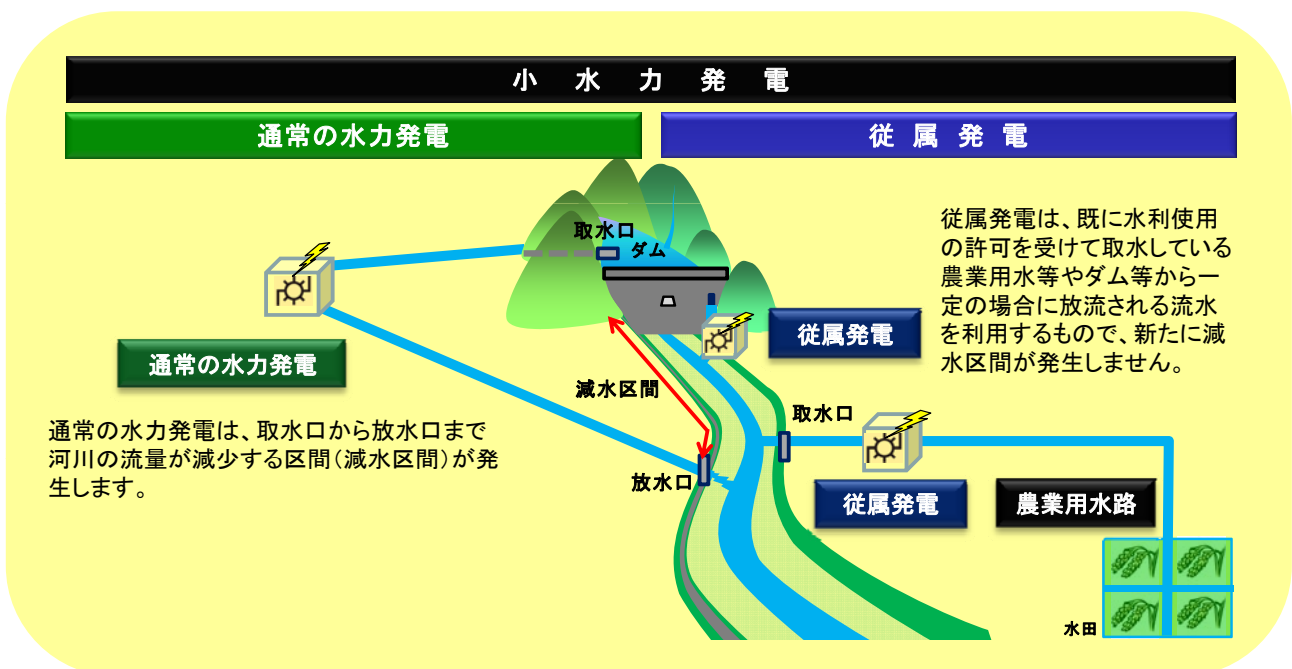 小水力発電
通常の水力発電
従属発電
取水口
ダム
従属発電は、既に水利使用
の許可を受けて取水している
農業用水等やダム等から一
定の場合に放流される流水
を利用するもので、新たに減
水区間が発生しません。
従属発電
通常の水力発電
減水区間
取水口
通常の水力発電は、取水口から放水口まで
河川の流量が減少する区間(減水区間)が発
生します。
放水口
従属発電
農業用水路
水田